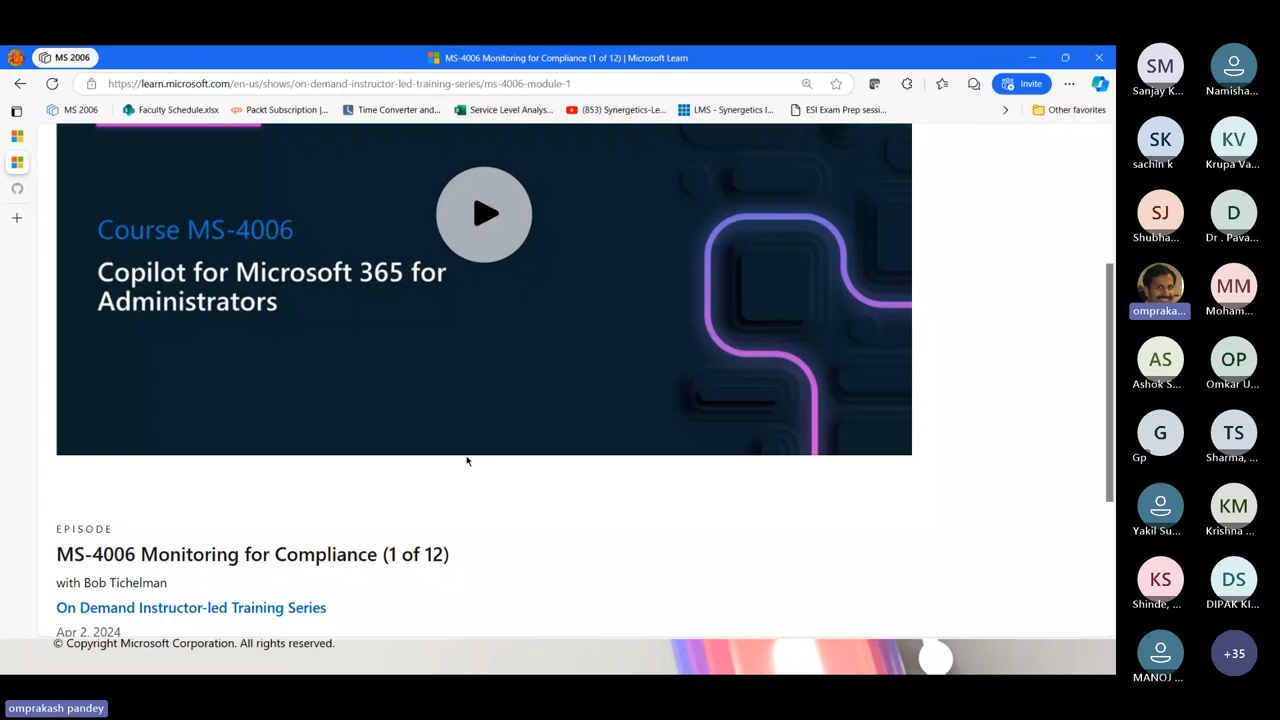 MS 2006
MS-4006 Monitoring for Compliance (1 of 12) | Microsoft Learn
https://learn.microsoft.com/en-us/shows/on-demand-instructor-led-training-series/ms-4006-module-1
Invite
MS 2006
Faculty Schedule.xlsx
Packt Subscription |...
Time Converter and...
Service Level Analys...
(853) Synergetics-Le...
LMS - Synergetics I...
ESI Exam Prep sessi...
Other favorites
Course MS-4006
Copilot for Microsoft 365 for
Administrators
EPISODE
MS-4006 Monitoring for Compliance (1 of 12)
with Bob Tichelman
On Demand Instructor-led Training Series
Apr 2, 2024
© Copyright Microsoft Corporation. All rights reserved.
omprakash pandey
SM
Sanjay K...
Namisha...
SK
sachin k
KV
Krupa Va...
SJ
Shubha...
D
Dr . Pava...
ompraka...
MM
Moham...
AS
Ashok S...
OP
Omkar U...
G
Gp
TS
Sharma, ...
Yakil Su...
KM
Krishna ...
KS
Shinde, ...
DS
DIPAK KI...
MANOJ ...
+35